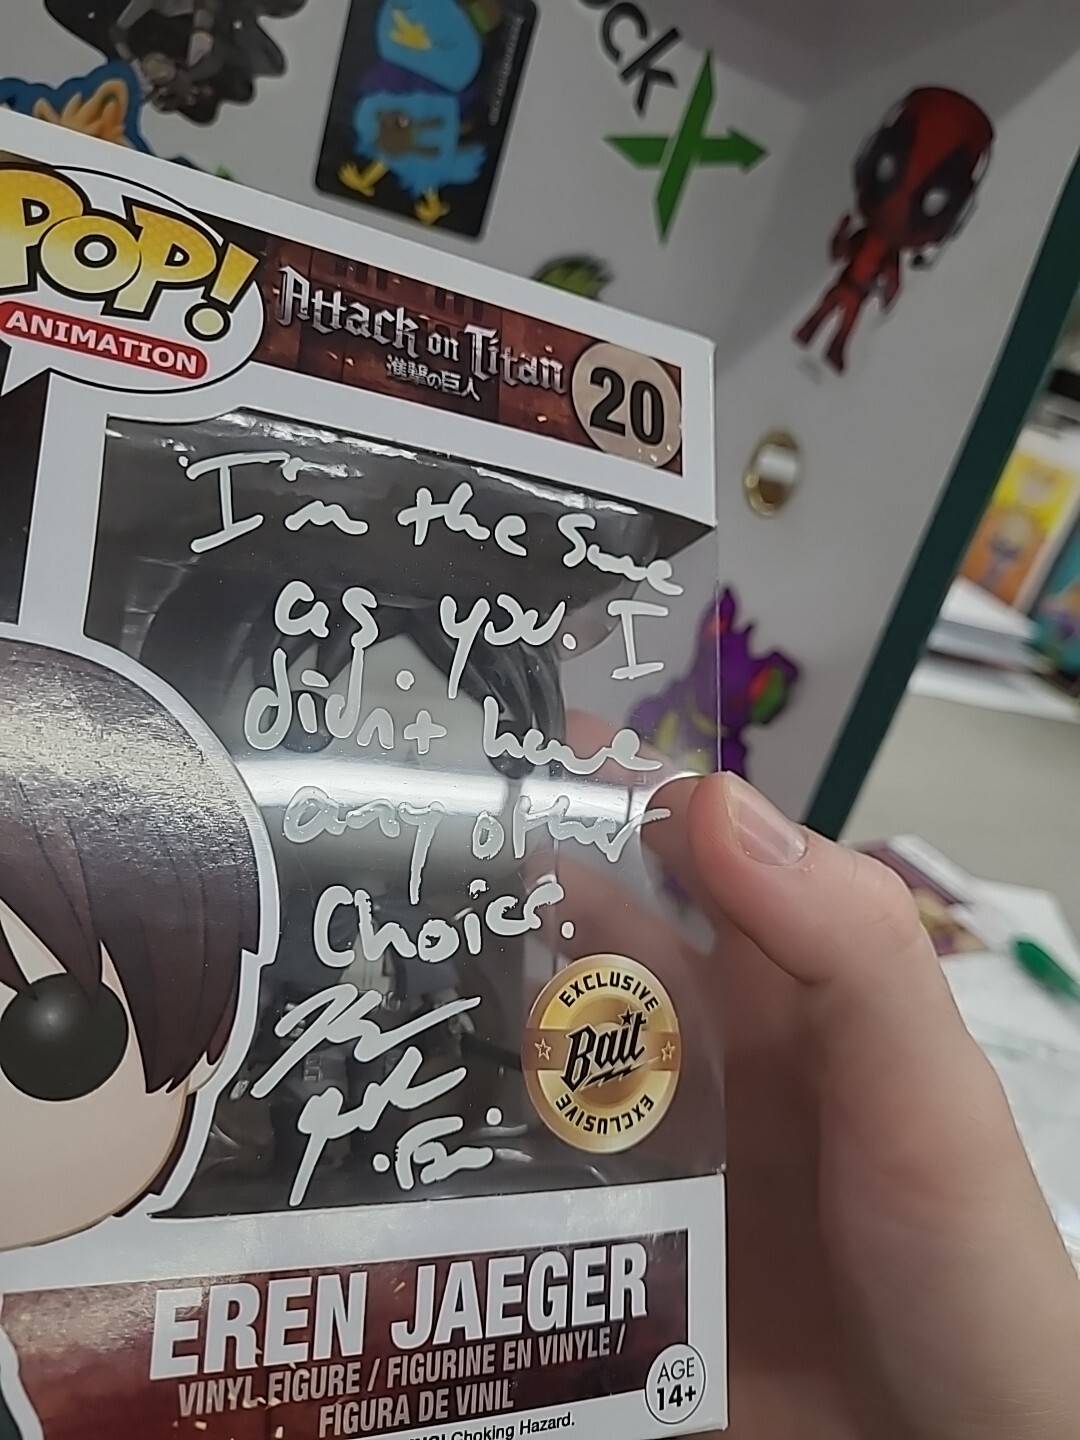 ock
X
POP!
ANIMATION
Attack on Titan
進撃の巨人
20
I'm the Same
as you. I
didn't have
any other
Choice.
EXCLUSIVE
Bait
EXCLUSIVE
EREN JAEGER
VINYL FIGURE / FIGURINE EN VINYLE /
FIGURA DE VINIL
AGE
14+
Choking Hazard.